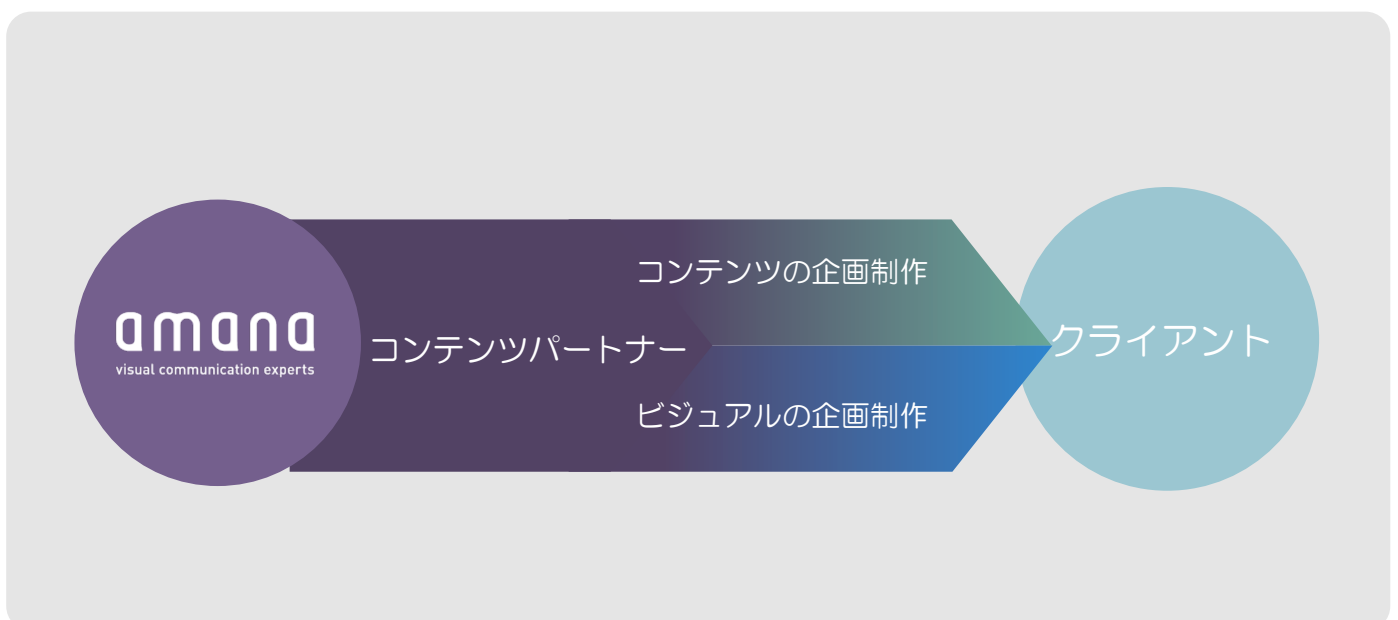 amana
visual communication experts
コンテンツパートナー
コンテンツの企画制作
ビジュアルの企画制作
クライアント